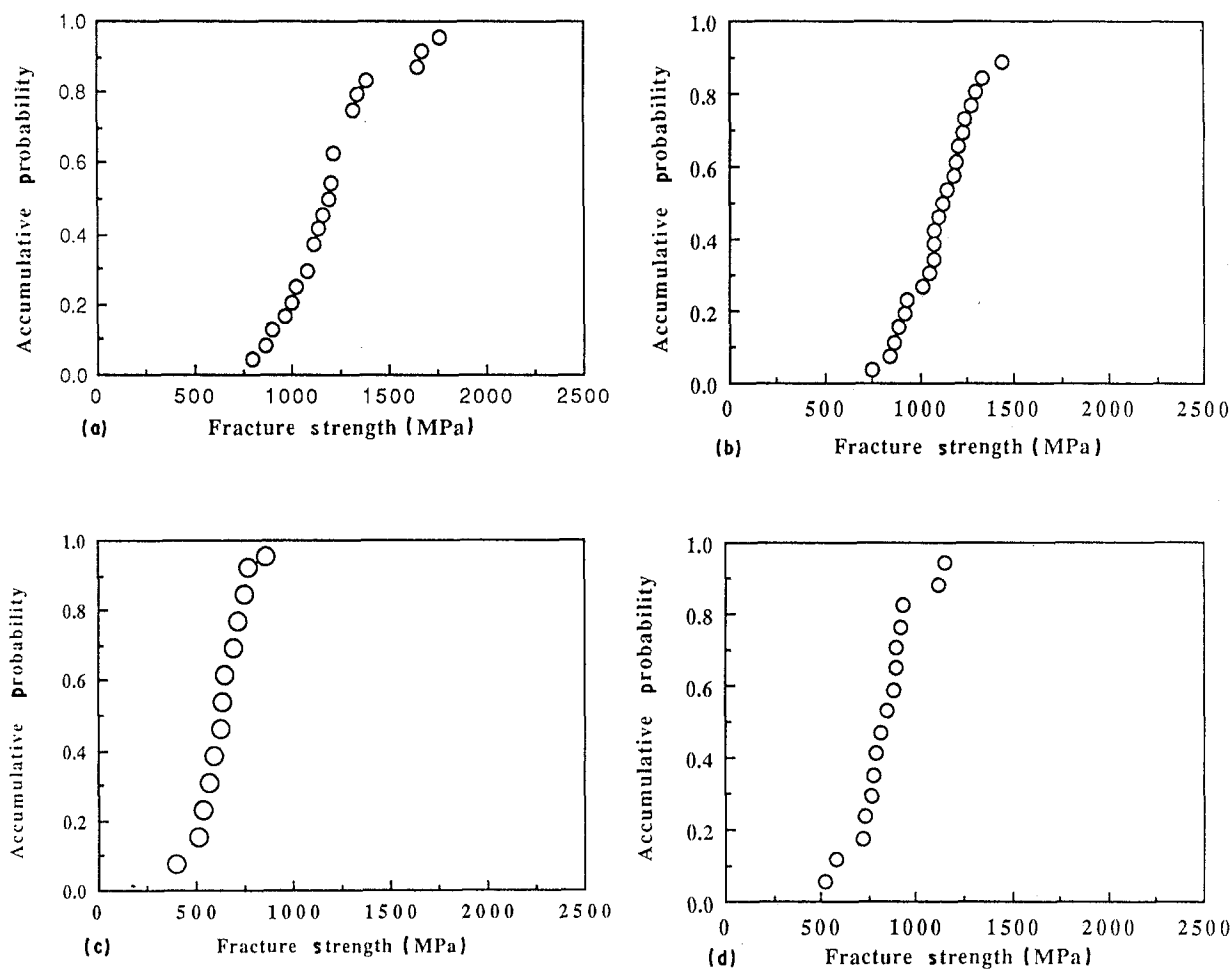 1.0
0.8
0.6
0.4
0.2
0.0
Accumulative probability
0 500 1000 1500 2000 2500
(a) Fracture strength (MPa)
1.0
0.8
0.6
0.4
0.2
0.0
Accumulative probability
0 500 1000 1500 2000 2500
(b) Fracture strength (MPa)
1.0
0.8
0.6
0.4
0.2
0.0
Accumulative probability
0 500 1000 1500 2000 2500
(c) Fracture strength (MPa)
1.0
0.8
0.6
0.4
0.2
0.0
Accumulative probability
0 500 1000 1500 2000 2500
(d) Fracture strength (MPa)